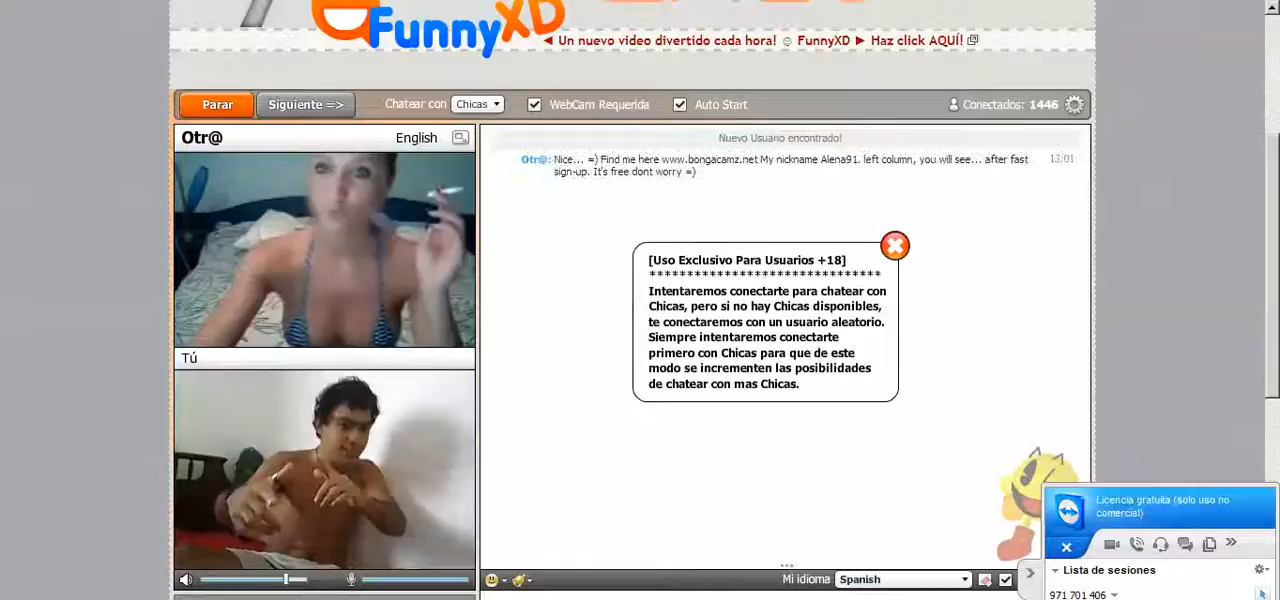 FunnyXD
◄ Un nuevo video divertido cada hora! ☺ FunnyXD ► Haz click AQUÍ!
Parar
Siguiente =>
Chatear con
Chicas
WebCam Requerida
Auto Start
Conectados: 1446
Otr@
English
Nuevo Usuario encontrado!
Otr@: Nice... =) Find me here www.bongacamz.net My nickname Alena91. left column, you will see... after fast
sign-up. It's free dont worry =)
13:01
[Uso Exclusivo Para Usuarios +18]
*******************************
Intentaremos conectarte para chatear con
Chicas, pero si no hay Chicas disponibles,
te conectaremos con un usuario aleatorio.
Siempre intentaremos conectarte
primero con Chicas para que de este
modo se incrementen las posibilidades
de chatear con mas Chicas.
Tú
Licencia gratuita (solo uso no
comercial)
Lista de sesiones
971 701 406
Mi idioma
Spanish